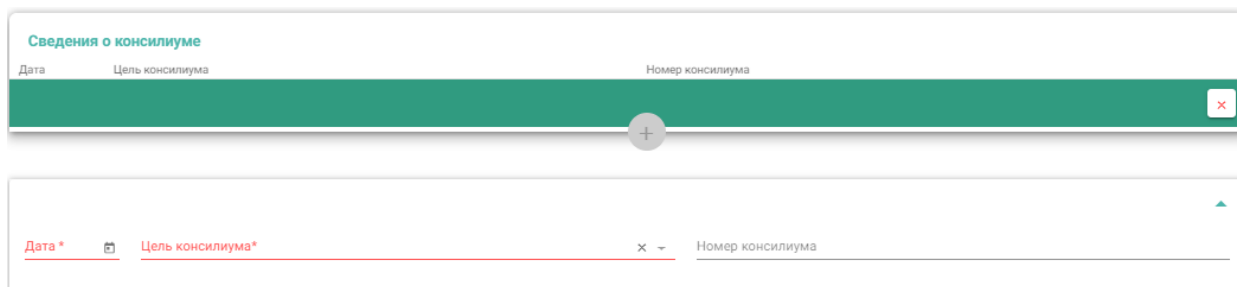 Сведения о консилиуме
Дата Цель консилиума Номер консилиума
Дата * Цель консилиума* Номер консилиума